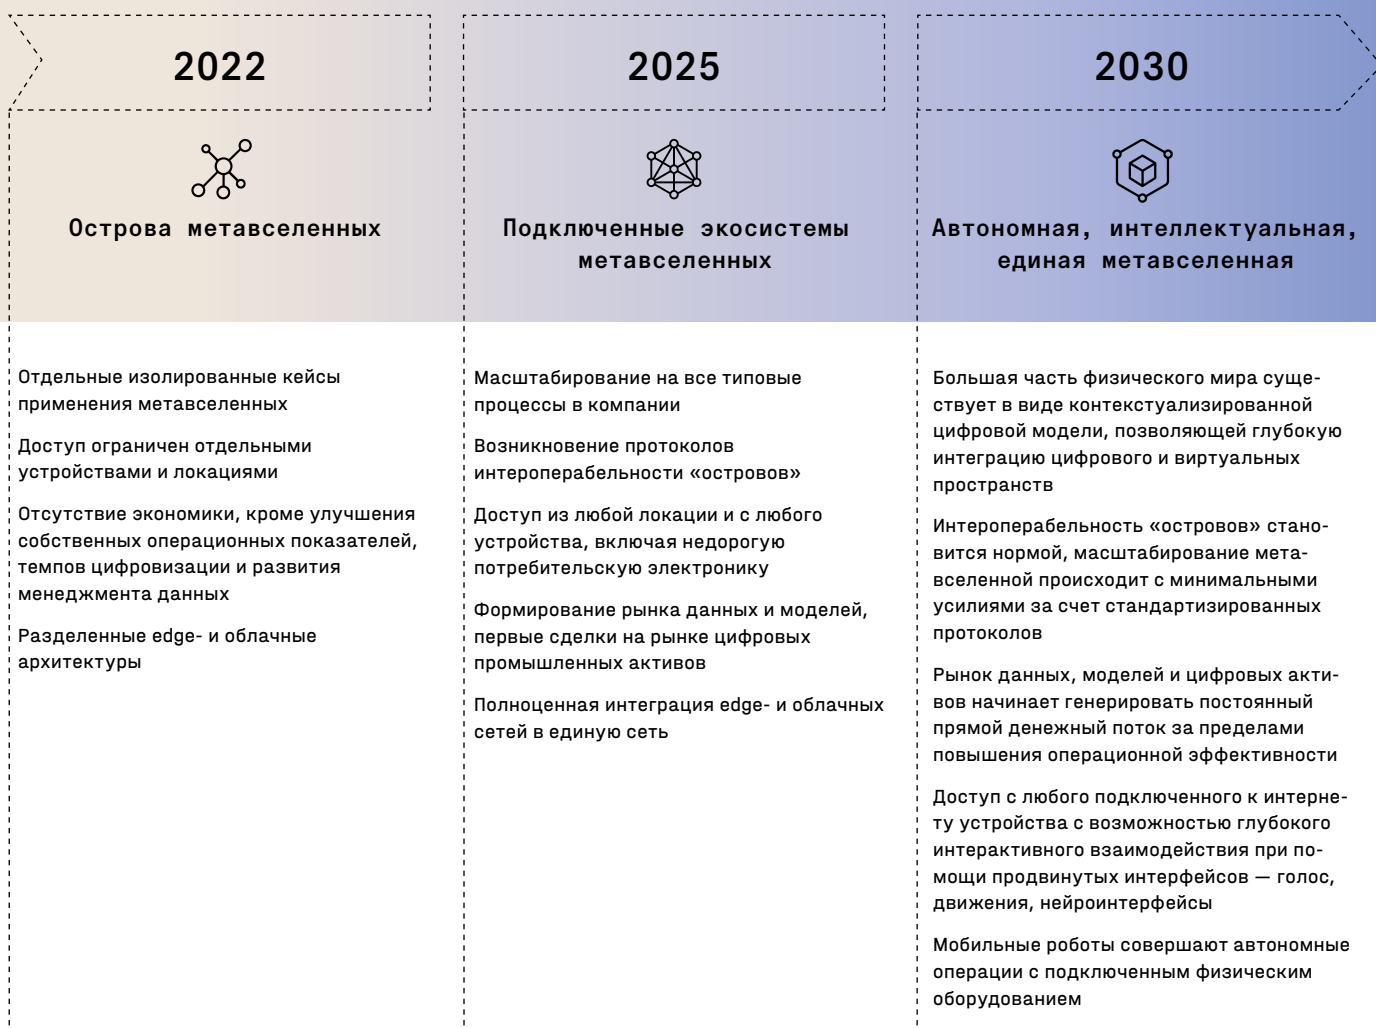 2022
Острова метавселенных
Отдельные изолированные кейсы
применения метавселенных
Доступ ограничен отдельными
устройствами и локациями
Отсутствие экономики, кроме улучшения
собственных операционных показателей,
темпов цифровизации и развития
менеджмента данных
Разделенные edge- и облачные
архитектуры
2025
Подключенные экосистемы
метавселенных
Масштабирование на все типовые
процессы в компании
Возникновение протоколов
интероперабельности «островов»
Доступ из любой локации и с любого
устройства, включая недорогую
потребительскую электронику
Формирование рынка данных и моделей,
первые сделки на рынке цифровых
промышленных активов
Полноценная интеграция edge- и облачных
сетей в единую сеть
2030
Автономная, интеллектуальная,
единая метавселенная
Большая часть физического мира суще-
ствует в виде контекстуализированной
цифровой модели, позволяющей глубокую
интеграцию цифрового и виртуальных
пространств
Интероперабельность «островов» стано-
вится нормой, масштабирование мета-
вселенной происходит с минимальными
усилиями за счет стандартизированных
протоколов
Рынок данных, моделей и цифровых акти-
вов начинает генерировать постоянный
прямой денежный поток за пределами
повышения операционной эффективности
Доступ с любого подключенного к интерне-
ту устройства с возможностью глубокого
интерактивного взаимодействия при по-
мощи продвинутых интерфейсов — голос,
движения, нейроинтерфейсы
Мобильные роботы совершают автономные
операции с подключенным физическим
оборудованием